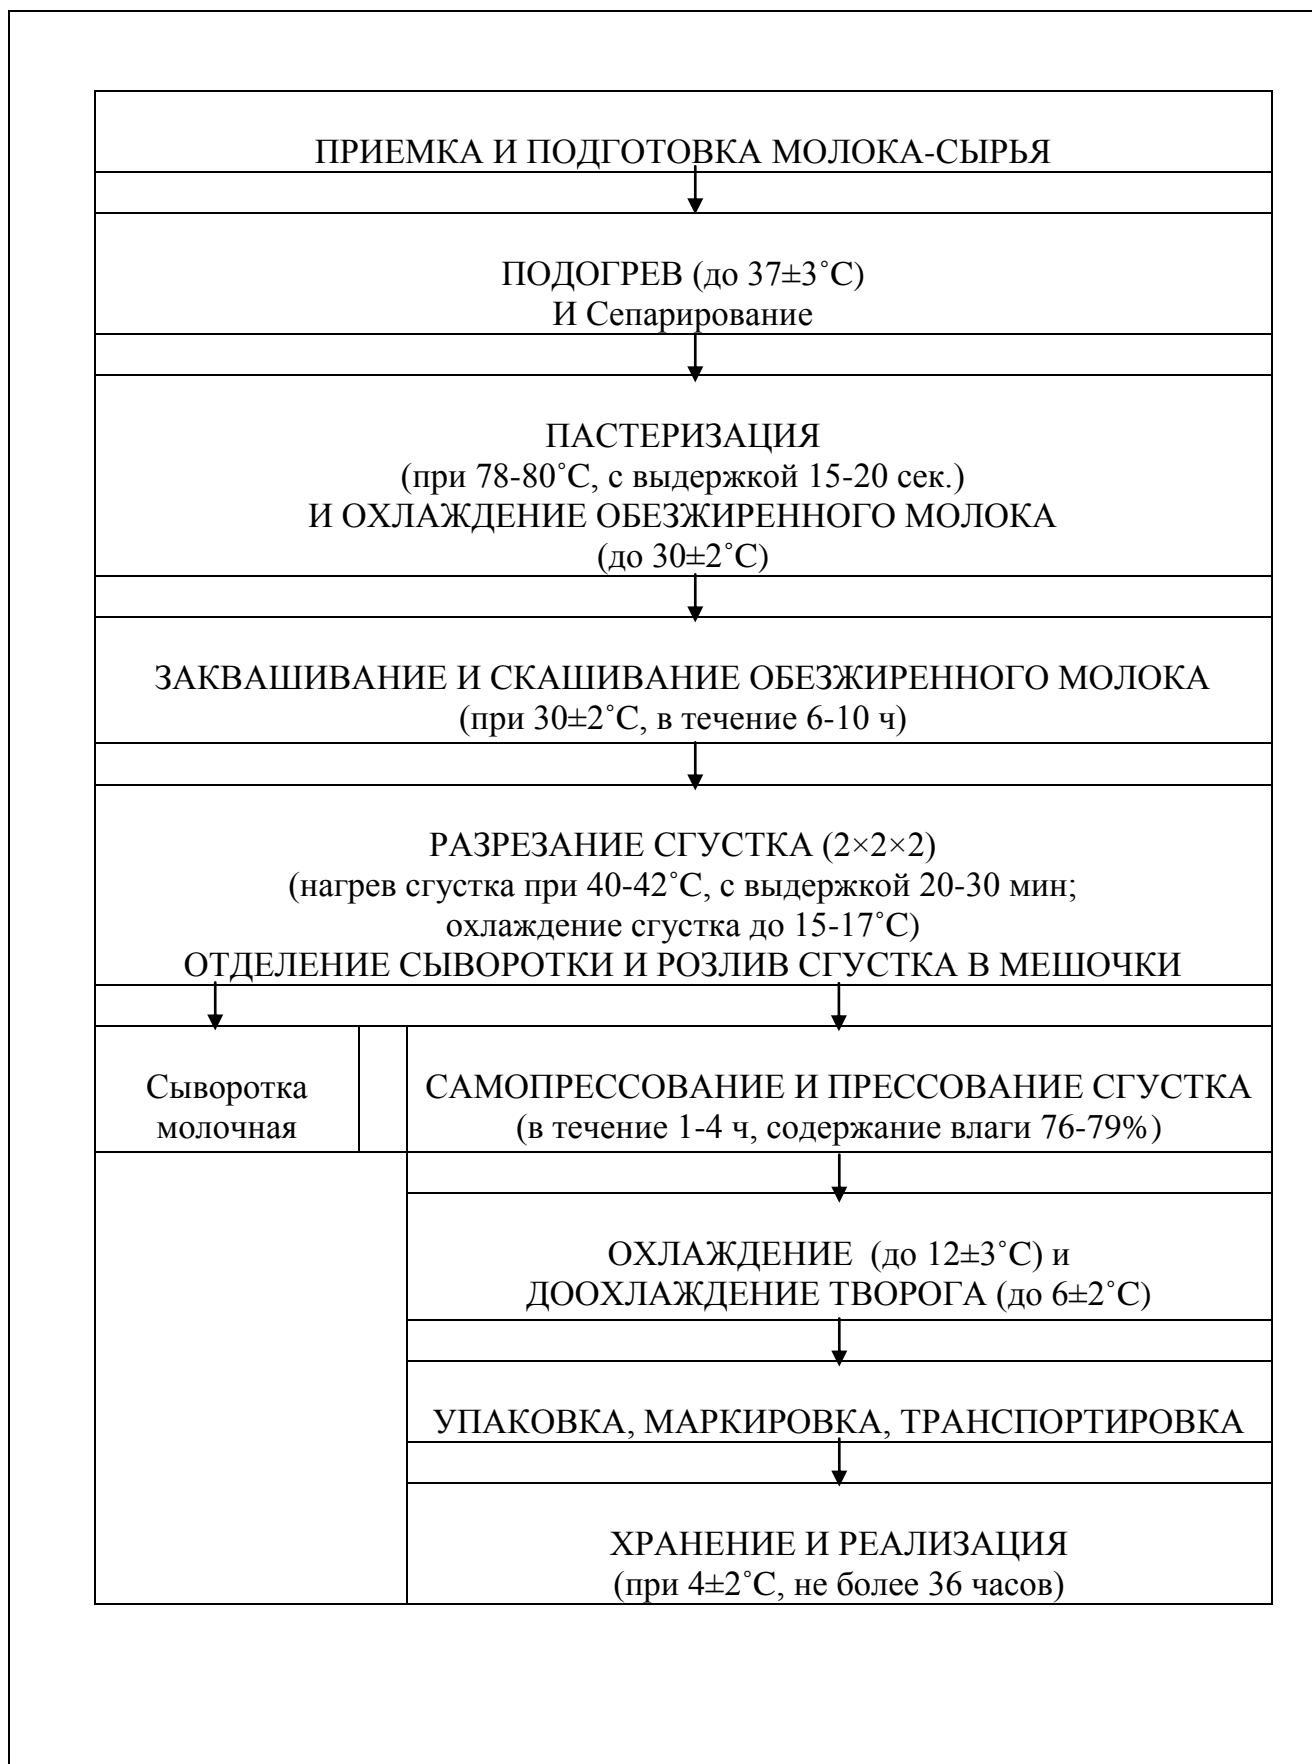 ПРИЕМКА И ПОДГОТОВКА МОЛОКА-СЫРЬЯ
ПОДОГРЕВ (до 37±3˚С)
И Сепарирование
ПАСТЕРИЗАЦИЯ
(при 78-80˚С, с выдержкой 15-20 сек.)
И ОХЛАЖДЕНИЕ ОБЕЗЖИРЕННОГО МОЛОКА
(до 30±2˚С)
ЗАКВАШИВАНИЕ И СКАШИВАНИЕ ОБЕЗЖИРЕННОГО МОЛОКА
(при 30±2˚С, в течение 6-10 ч)
РАЗРЕЗАНИЕ СГУСТКА (2×2×2)
(нагрев сгустка при 40-42˚С, с выдержкой 20-30 мин;
охлаждение сгустка до 15-17˚С)
ОТДЕЛЕНИЕ СЫВОРОТКИ И РОЗЛИВ СГУСТКА В МЕШОЧКИ
Сыворотка
молочная
САМОПРЕССОВАНИЕ И ПРЕССОВАНИЕ СГУСТКА
(в течение 1-4 ч, содержание влаги 76-79%)
ОХЛАЖДЕНИЕ (до 12±3˚С) и
ДООХЛАЖДЕНИЕ ТВОРОГА (до 6±2˚С)
УПАКОВКА, МАРКИРОВКА, ТРАНСПОРТИРОВКА
ХРАНЕНИЕ И РЕАЛИЗАЦИЯ
(при 4±2˚С, не более 36 часов)